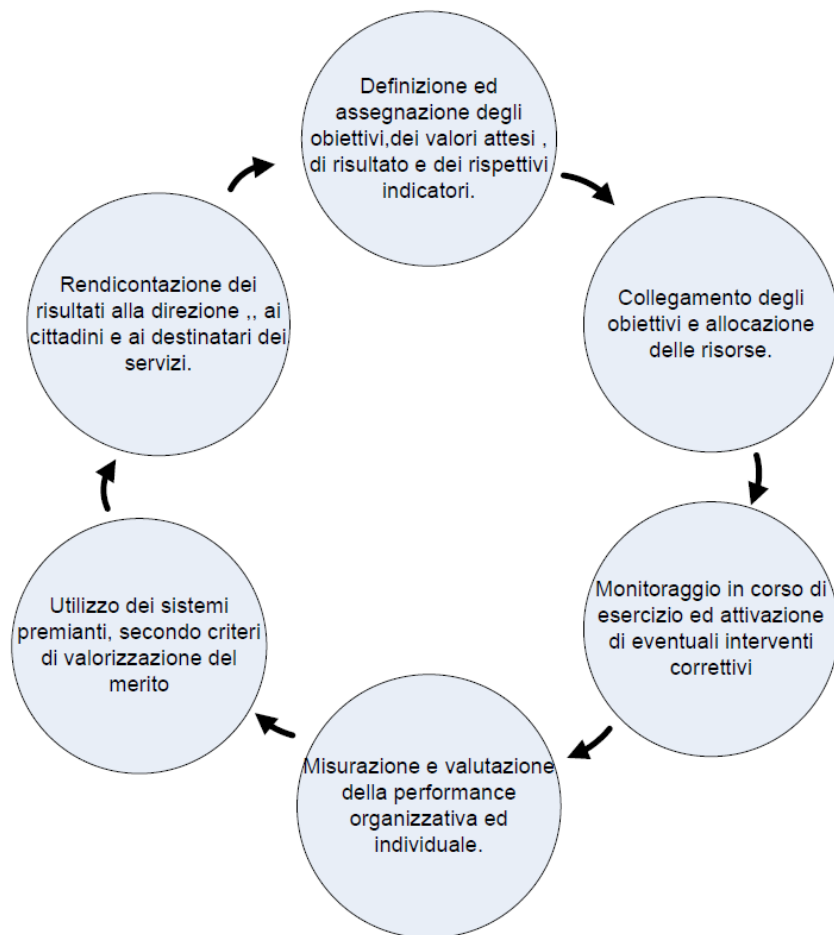 Definizione ed
assegnazione degli
obiettivi,dei valori attesi ,
di risultato e dei rispettivi
indicatori.
Collegamento degli
obiettivi e allocazione
delle risorse.
Monitoraggio in corso di
esercizio ed attivazione
di eventuali interventi
correttivi
Misurazione e valutazione
della performance
organizzativa ed
individuale.
Utilizzo dei sistemi
premianti, secondo criteri
di valorizzazione del
merito
Rendicontazione dei
risultati alla direzione ,, ai
cittadini e ai destinatari dei
servizi.